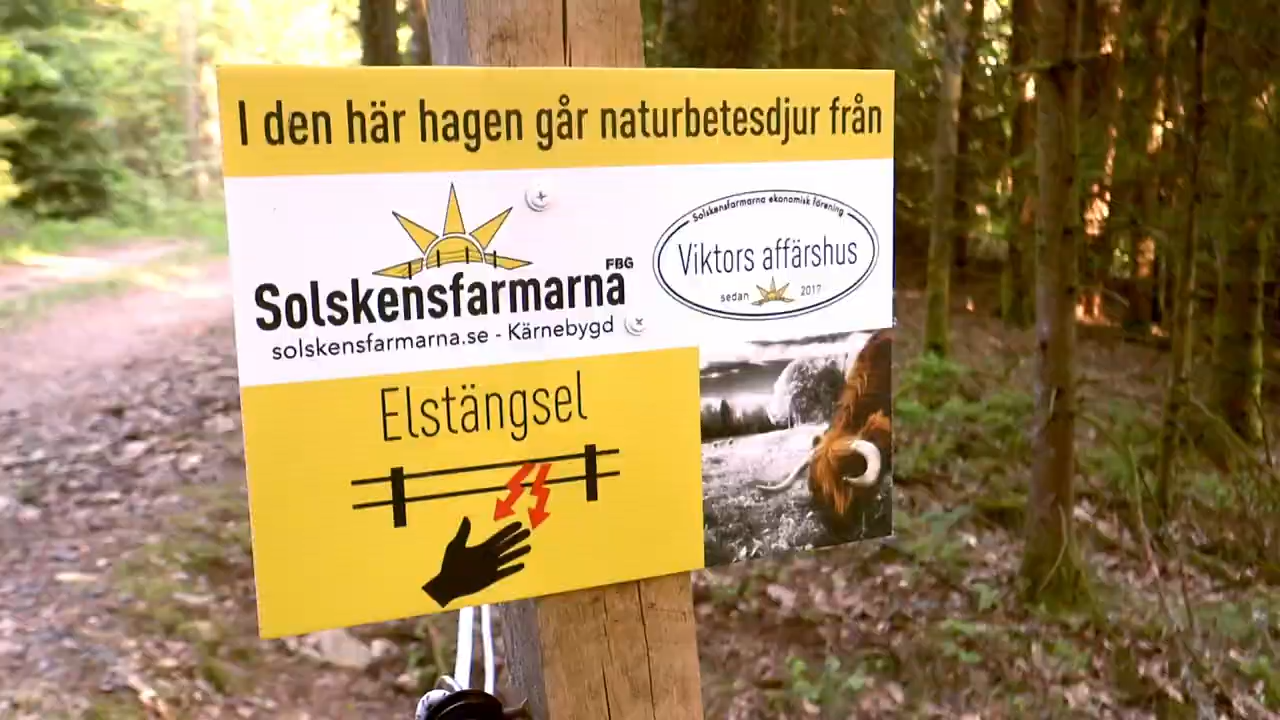 I den här hagen går naturbetesdjur från
FBG
Solskensfarmarna
solskensfarmarna.se - Kärnebygd
Solskensfarmarna ekonomisk förening
Viktors affärshus
sedan 2017
Elstängsel